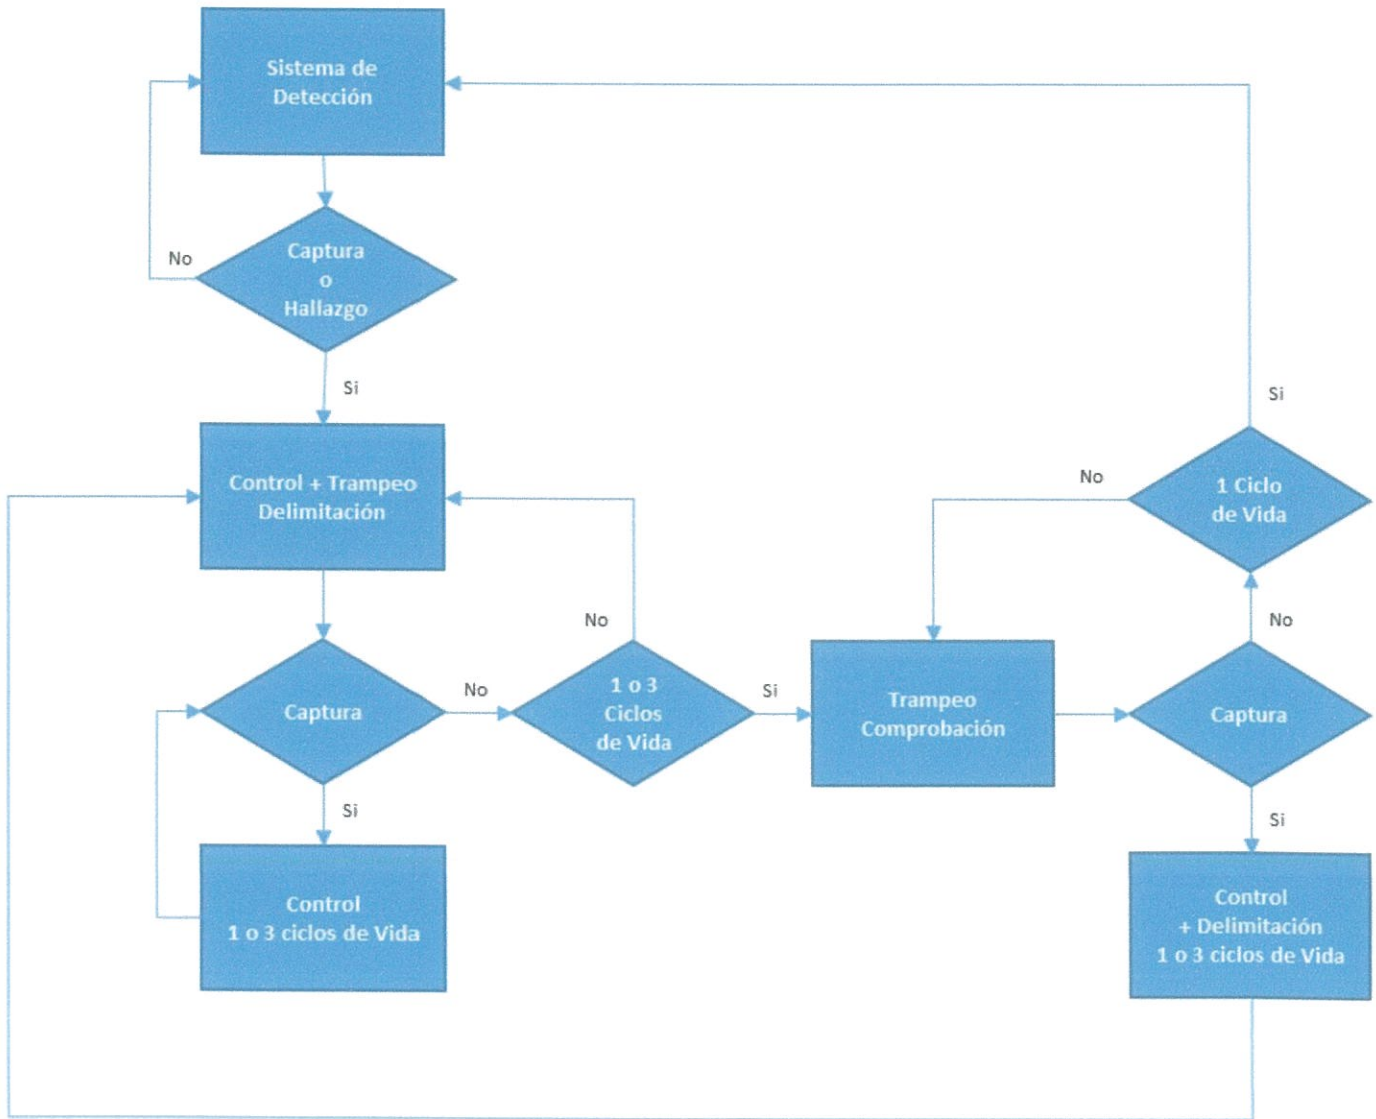 Sistema de
Detección
No
Captura
o
Hallazgo
Si
Control + Trampeo
Delimitación
Captura
No
Si
Control
1 o 3 ciclos de Vida
No
1 o 3
Ciclos
de Vida
Si
Trampeo
Comprobación
Captura
No
Si
Control
+ Delimitación
1 o 3 ciclos de Vida
1 Ciclo
de Vida
No
Si